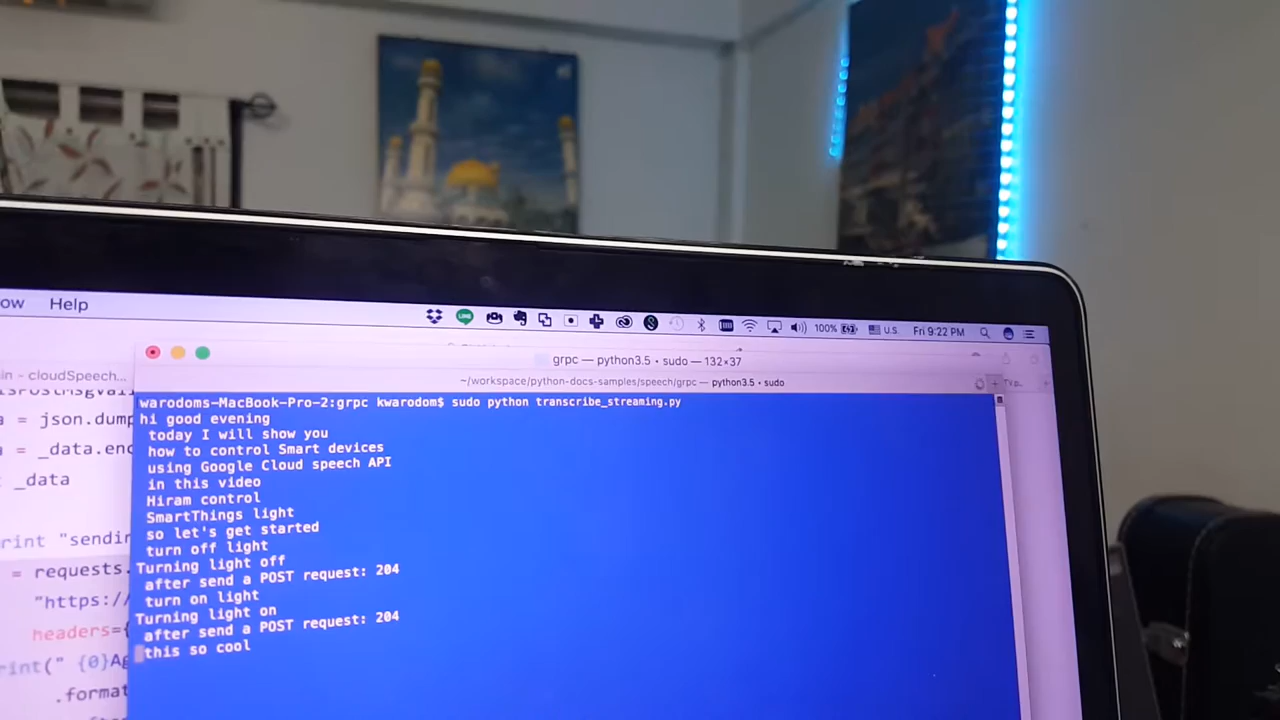 ow Help
100% U.S. Fri 9:22 PM
grpc — python3.5 • sudo — 132×37
in - cloudSpeech...
~/workspace/python-docs-samples/speech/grpc — python3.5 • sudo
warodoms-MacBook-Pro-2:grpc kwarodom$ sudo python transcribe_streaming.py
hi good evening
today I will show you
how to control Smart devices
using Google Cloud speech API
in this video
Hiram control
SmartThings light
so let's get started
turn off light
Turning light off
after send a POST request: 204
turn on light
Turning light on
after send a POST request: 204
this so cool
= json.dump
= _data.enc
_data
rint "sendin
= requests.
"https:/
headers={
rint(" {0}Ag
.format